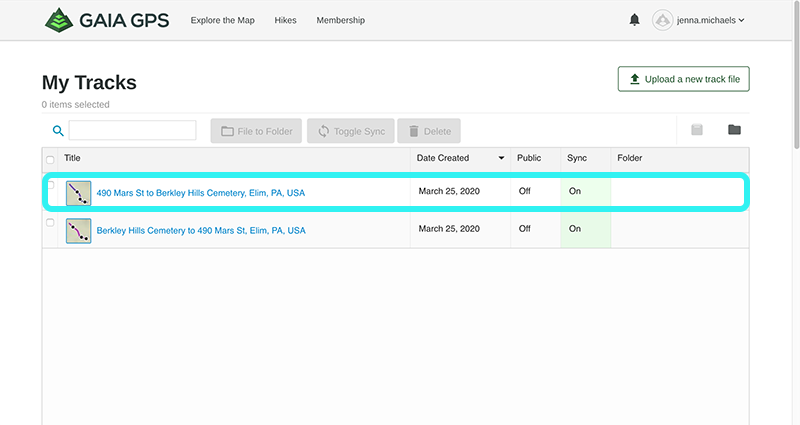 GAIA GPS Explore the Map Hikes Membership jenna.michaels
My Tracks
Upload a new track file
0 items selected
File to Folder Toggle Sync Delete
Title Date Created Public Sync Folder
490 Mars St to Berkley Hills Cemetery, Elim, PA, USA March 25, 2020 Off On
Berkley Hills Cemetery to 490 Mars St, Elim, PA, USA March 25, 2020 Off On